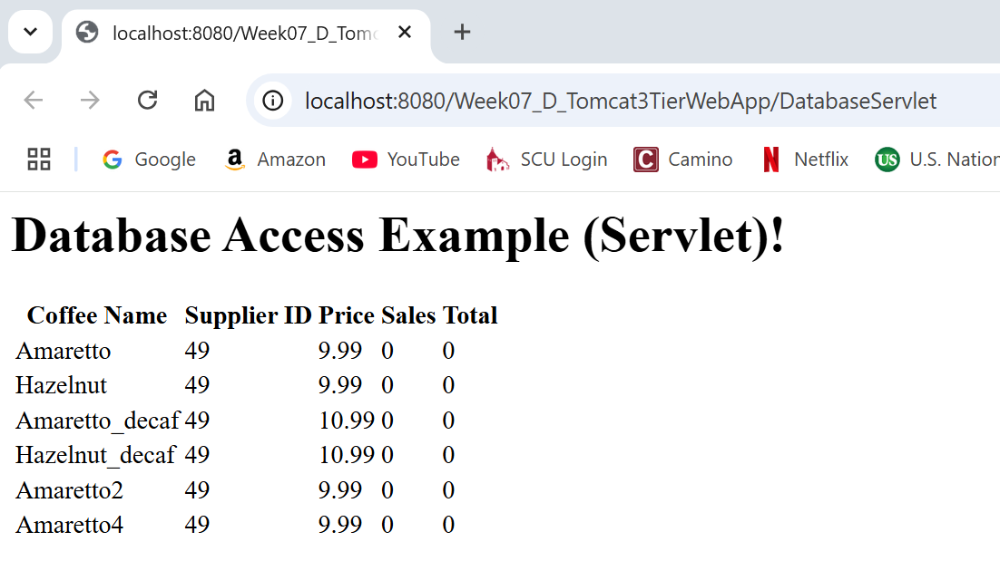 localhost:8080/Week07_D_Tomc
localhost:8080/Week07_D_Tomcat3TierWebApp/DatabaseServlet
Google Amazon YouTube SCU Login C Camino Netflix US U.S. Nation
Database Access Example (Servlet)!
Coffee Name Supplier ID Price Sales Total
Amaretto 49 9.99 0 0
Hazelnut 49 9.99 0 0
Amaretto_decaf 49 10.99 0 0
Hazelnut_decaf 49 10.99 0 0
Amaretto2 49 9.99 0 0
Amaretto4 49 9.99 0 0